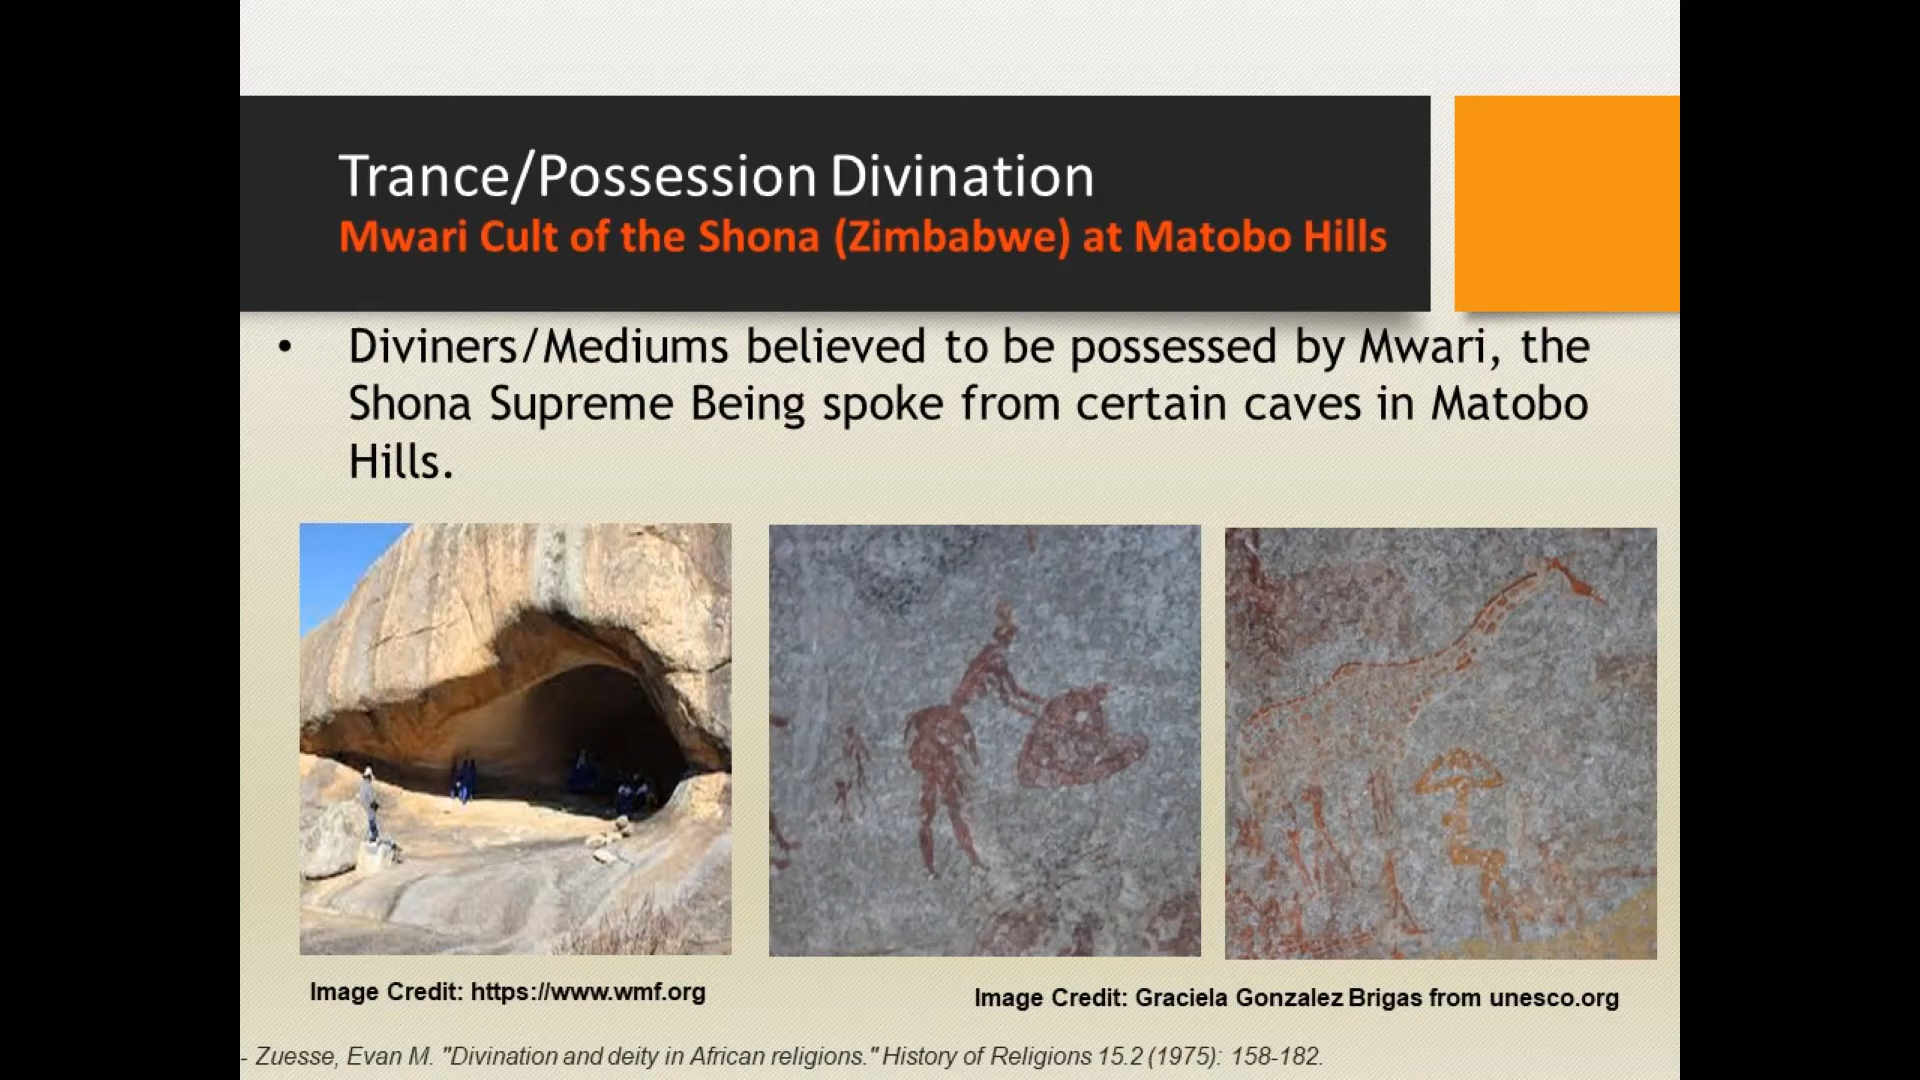 Trance/Possession Divination
Mwari Cult of the Shona (Zimbabwe) at Matobo Hills
• Diviners/Mediums believed to be possessed by Mwari, the
Shona Supreme Being spoke from certain caves in Matobo
Hills.
Image Credit: https://www.wmf.org
Image Credit: Graciela Gonzalez Brigas from unesco.org
- Zuesse, Evan M. "Divination and deity in African religions." History of Religions 15.2 (1975): 158-182.